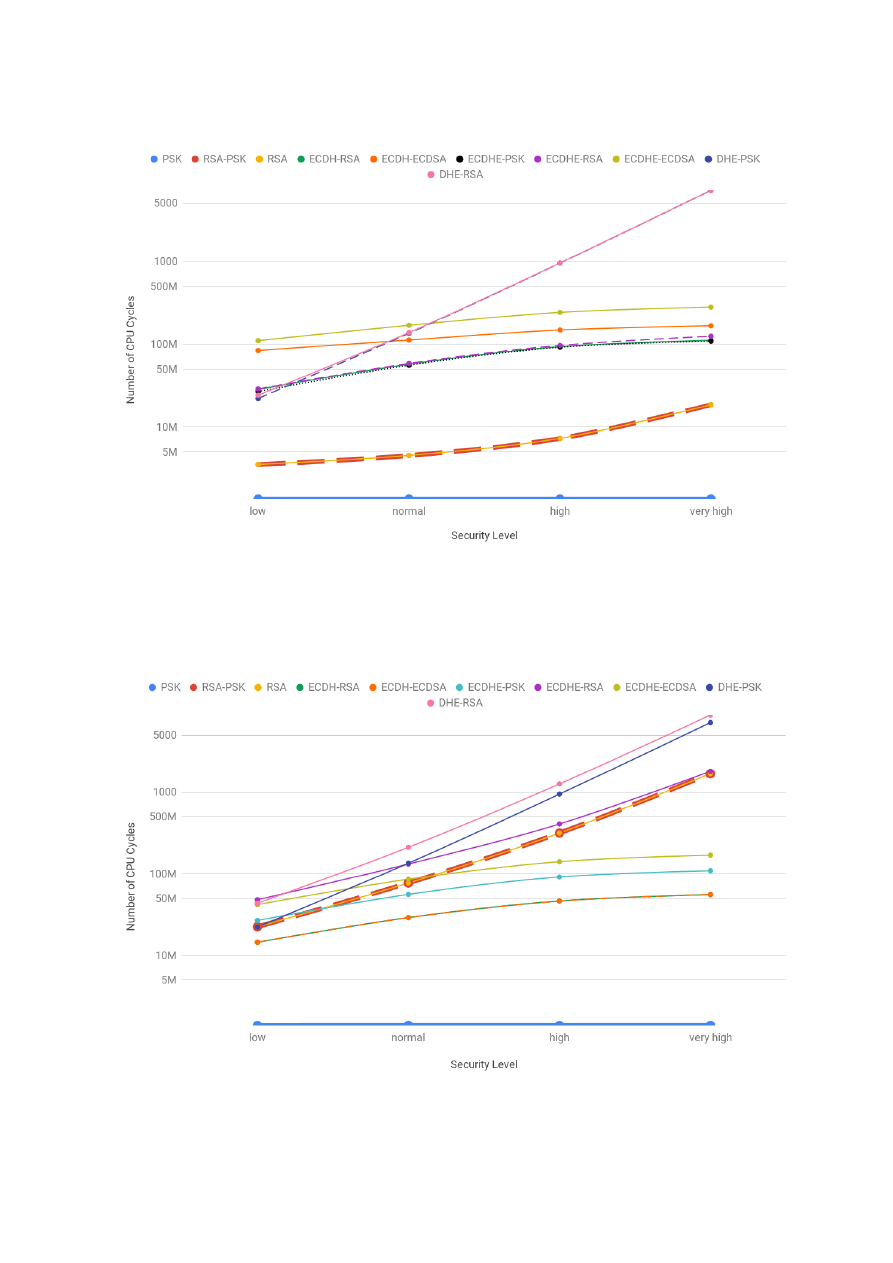 PSK RSA-PSK RSA ECDH-RSA ECDH-ECDSA ECDHE-PSK ECDHE-RSA ECDHE-ECDSA DHE-PSK
DHE-RSA
5000
1000
500M
100M
50M
10M
5M
Number of CPU Cycles
low normal high very high
Security Level
PSK RSA-PSK RSA ECDH-RSA ECDH-ECDSA ECDHE-PSK ECDHE-RSA ECDHE-ECDSA DHE-PSK
DHE-RSA
5000
1000
500M
100M
50M
10M
5M
Number of CPU Cycles
low normal high very high
Security Level